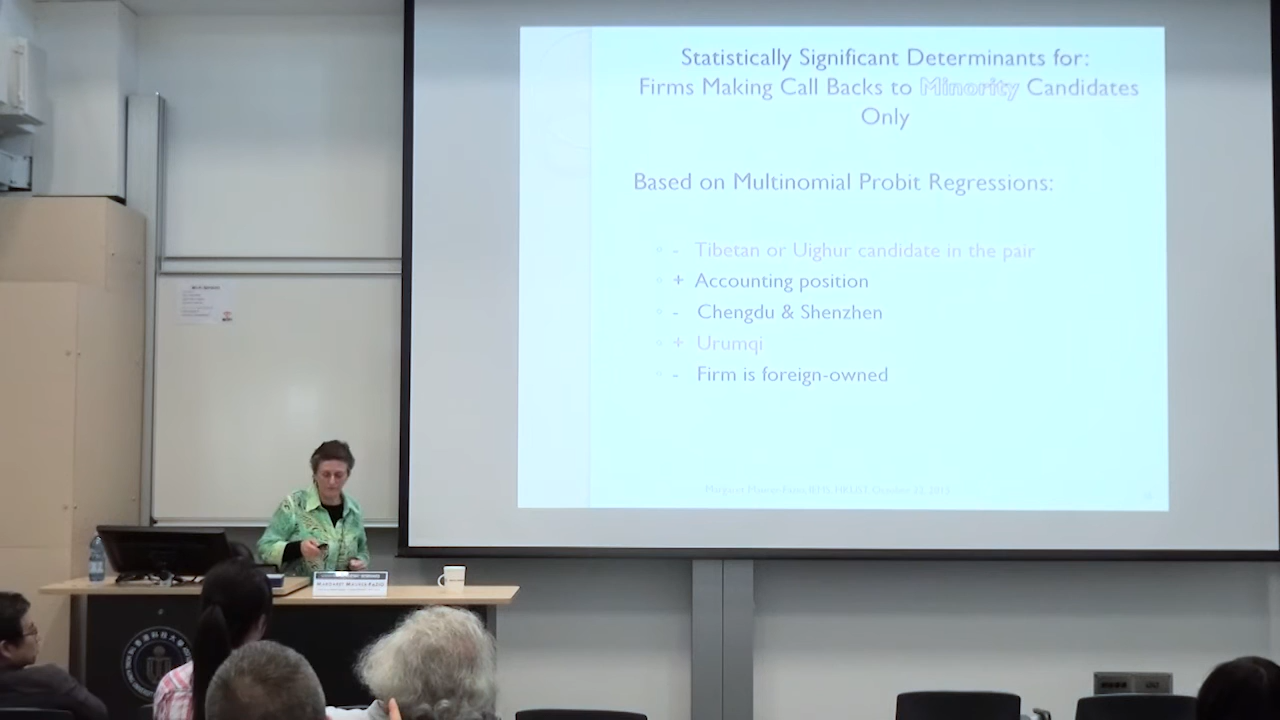 Statistically Significant Determinants for:
Firms Making Call Backs to Minority Candidates
Only
Based on Multinomial Probit Regressions:
- Tibetan or Uighur candidate in the pair
+ Accounting position
- Chengdu & Shenzhen
+ Urumqi
- Firm is foreign-owned